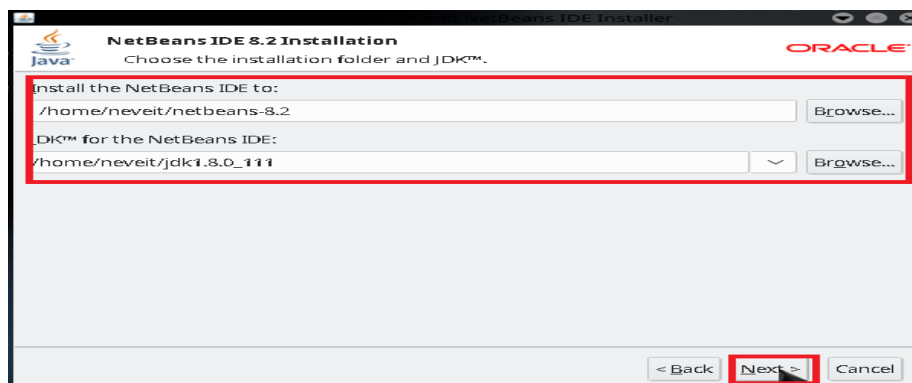 NetBeans IDE Installer
NetBeans IDE 8.2 Installation
Choose the installation folder and JDK™.
Java
ORACLE
Install the NetBeans IDE to:
/home/neveit/netbeans-8.2
Browse...
DK™ for the NetBeans IDE:
/home/neveit/jdk1.8.0_111
Browse...
< Back
Next >
Cancel